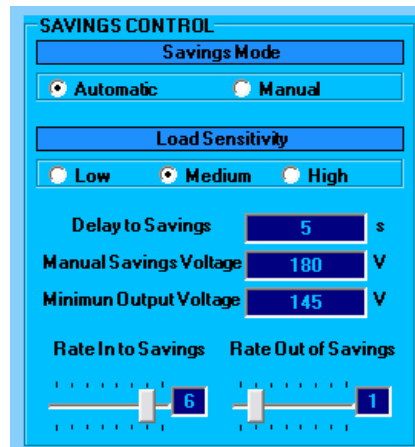 SAVINGS CONTROL
Savings Mode
Automatic Manual
Load Sensitivity
Low Medium High
Delay to Savings 5 s
Manual Savings Voltage 180 V
Minimun Output Voltage 145 V
Rate In to Savings Rate Out of Savings
6 1